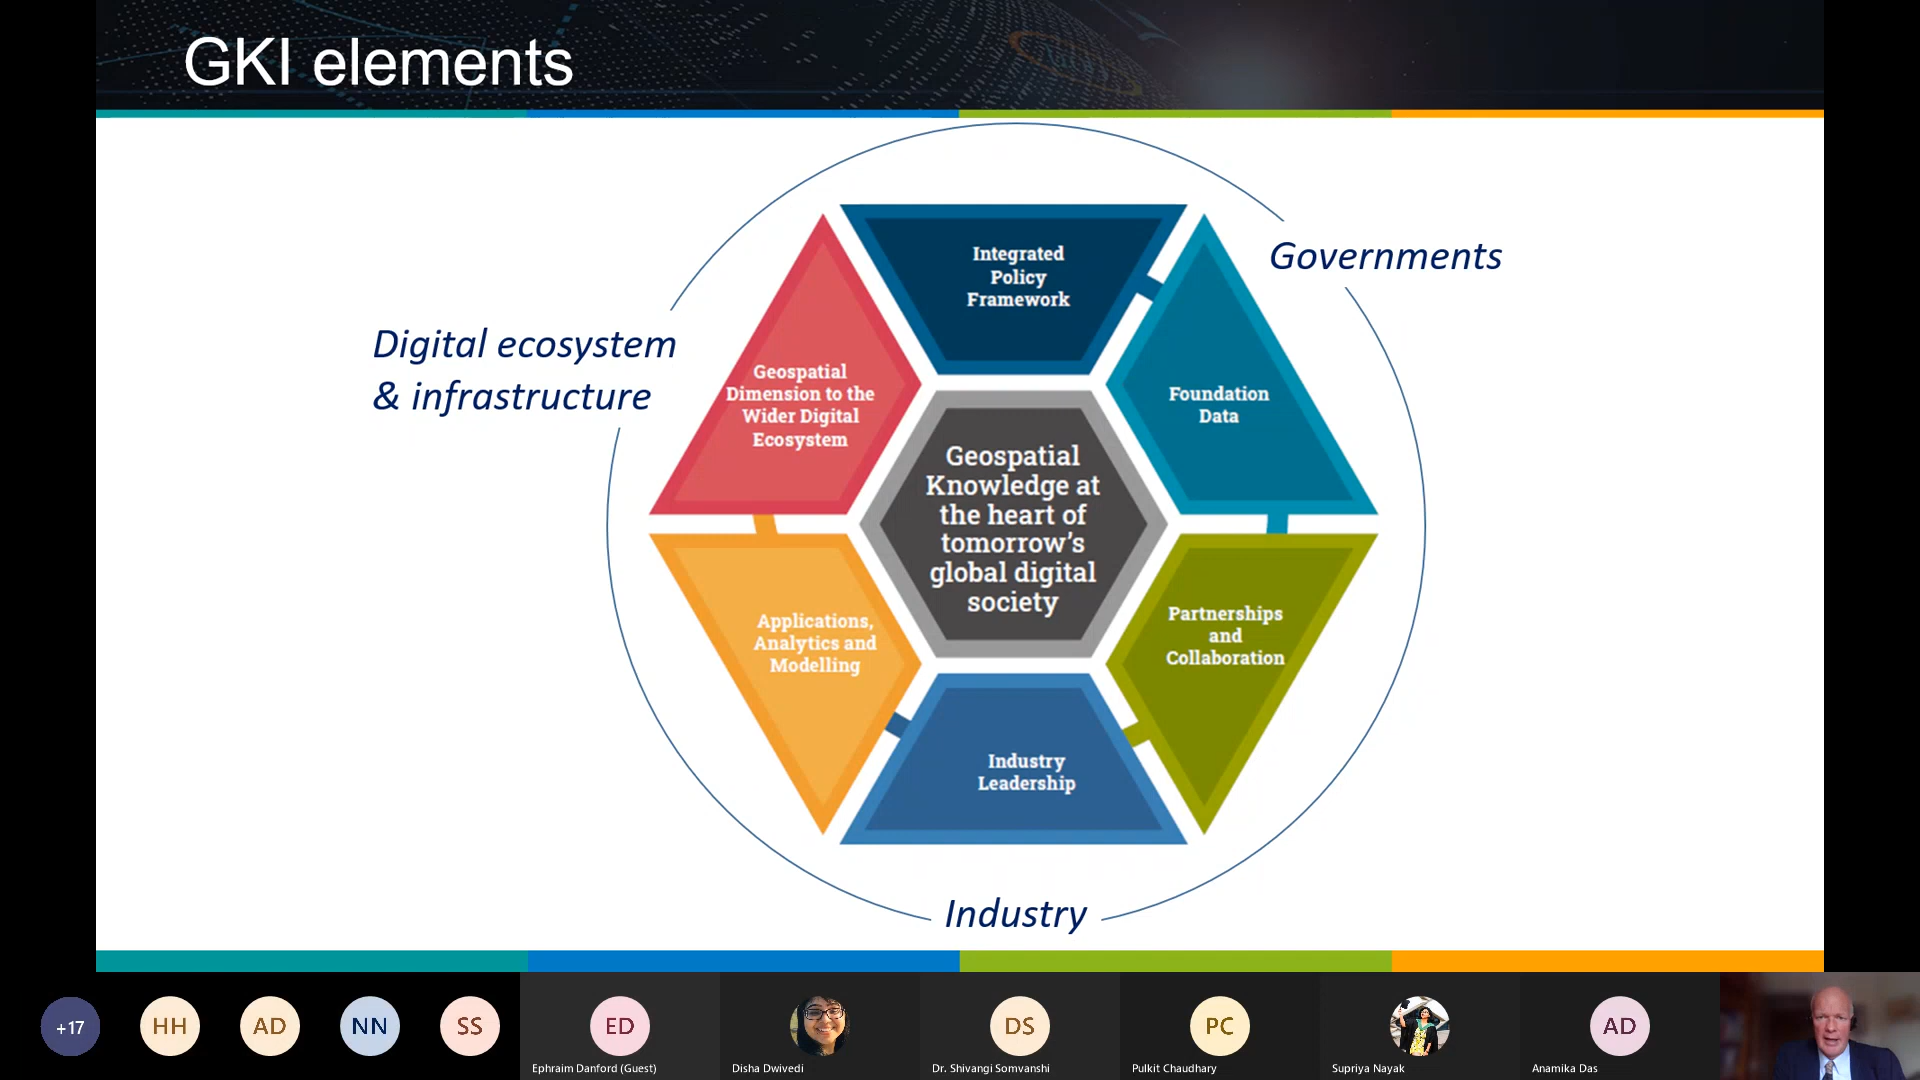 GKI elements
Integrated
Policy
Framework
Governments
Digital ecosystem
& infrastructure
Geospatial
Dimension to the
Wider Digital
Ecosystem
Foundation
Data
Geospatial
Knowledge at
the heart of
tomorrow's
global digital
society
Applications,
Analytics and
Modelling
Partnerships
and
Collaboration
Industry
Leadership
Industry
+17
HH
AD
NN
SS
ED
Ephraim Danford (Guest)
Disha Dwivedi
DS
Dr. Shivangi Somvanshi
PC
Pulkit Chaudhary
Supriya Nayak
AD
Anamika Das